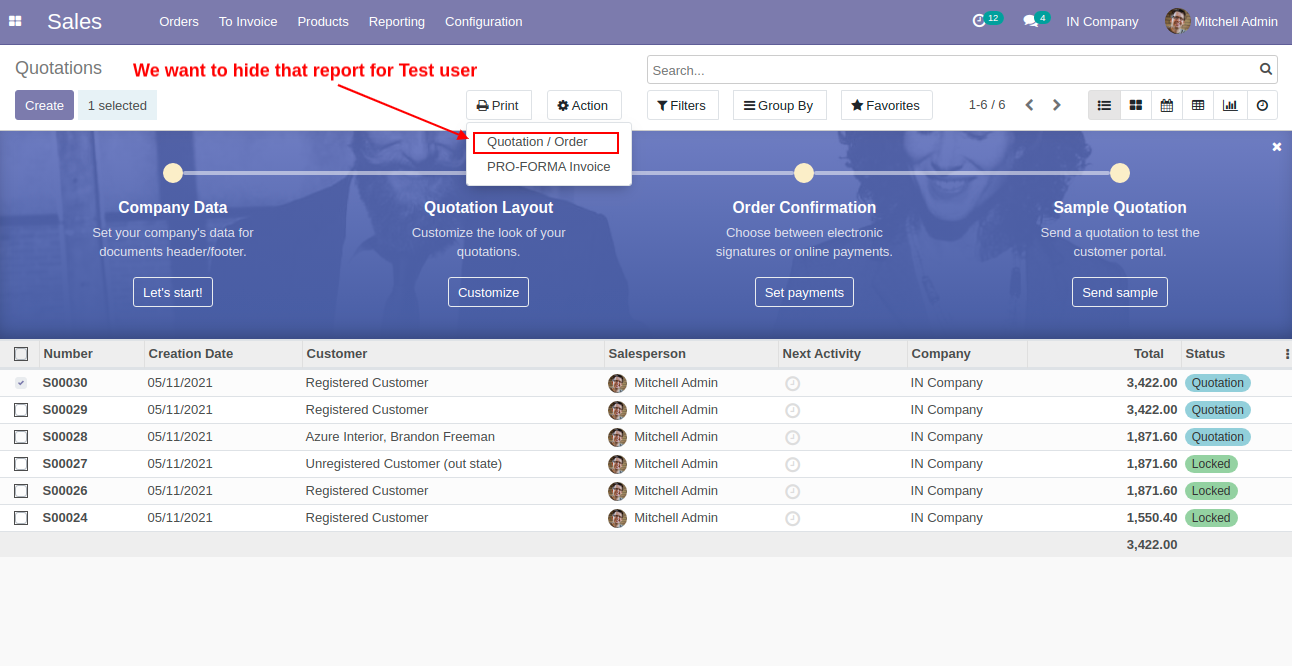 Sales Orders To Invoice Products Reporting Configuration 12 4 IN Company Mitchell Admin
Quotations We want to hide that report for Test user Search...
Create 1 selected Print Action Filters Group By Favorites 1-6 / 6
Quotation / Order
PRO-FORMA Invoice
Company Data Quotation Layout Order Confirmation Sample Quotation
Set your company's data for Customize the look of your Choose between electronic Send a quotation to test the
documents header/footer. quotations. signatures or online payments. customer portal.
Let's start! Customize Set payments Send sample
Number Creation Date Customer Salesperson Next Activity Company Total Status
S00030 05/11/2021 Registered Customer Mitchell Admin IN Company 3,422.00 Quotation
S00029 05/11/2021 Registered Customer Mitchell Admin IN Company 3,422.00 Quotation
S00028 05/11/2021 Azure Interior, Brandon Freeman Mitchell Admin IN Company 1,871.60 Quotation
S00027 05/11/2021 Unregistered Customer (out state) Mitchell Admin IN Company 1,871.60 Locked
S00026 05/11/2021 Registered Customer Mitchell Admin IN Company 1,871.60 Locked
S00024 05/11/2021 Registered Customer Mitchell Admin IN Company 1,550.40 Locked
3,422.00